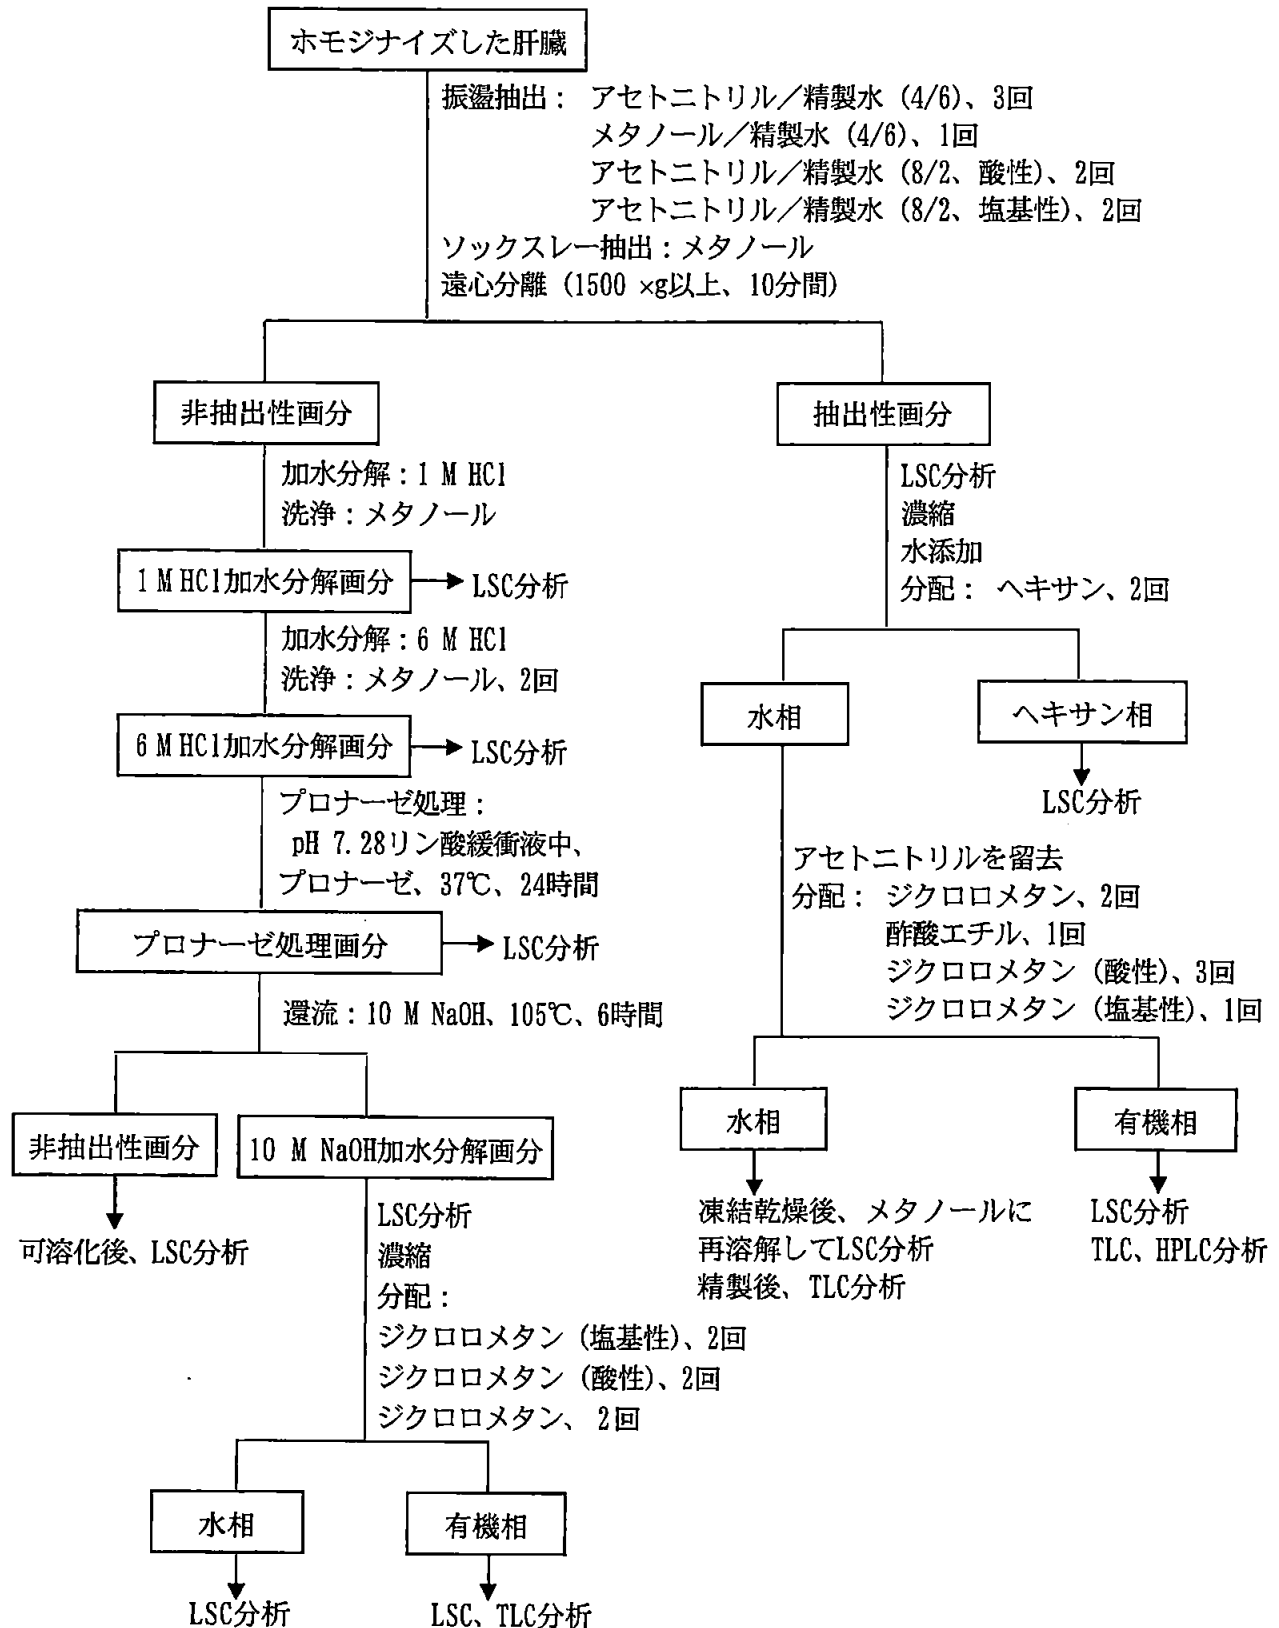 ホモジナイズした肝臓
振盪抽出： アセトニトリル／精製水 (4/6)、3回
メタノール／精製水 (4/6)、1回
アセトニトリル／精製水 (8/2、酸性)、2回
アセトニトリル／精製水 (8/2、塩基性)、2回
ソックスレー抽出：メタノール
遠心分離 (1500 ×g以上、10分間)
非抽出性画分
加水分解：1 M HCl
洗浄：メタノール
1 M HCl加水分解画分
LSC分析
加水分解：6 M HCl
洗浄：メタノール、2回
6 M HCl加水分解画分
LSC分析
プロナーゼ処理：
pH 7.28リン酸緩衝液中、
プロナーゼ、37℃、24時間
プロナーゼ処理画分
LSC分析
還流：10 M NaOH、105℃、6時間
非抽出性画分
可溶化後、LSC分析
10 M NaOH加水分解画分
LSC分析
濃縮
分配：
ジクロロメタン (塩基性)、2回
ジクロロメタン (酸性)、2回
ジクロロメタン、 2回
水相
LSC分析
有機相
LSC、TLC分析
抽出性画分
LSC分析
濃縮
水添加
分配： ヘキサン、2回
水相
ヘキサン相
LSC分析
アセトニトリルを留去
分配： ジクロロメタン、2回
酢酸エチル、1回
ジクロロメタン (酸性)、3回
ジクロロメタン (塩基性)、1回
水相
凍結乾燥後、メタノールに
再溶解してLSC分析
精製後、TLC分析
有機相
LSC分析
TLC、HPLC分析